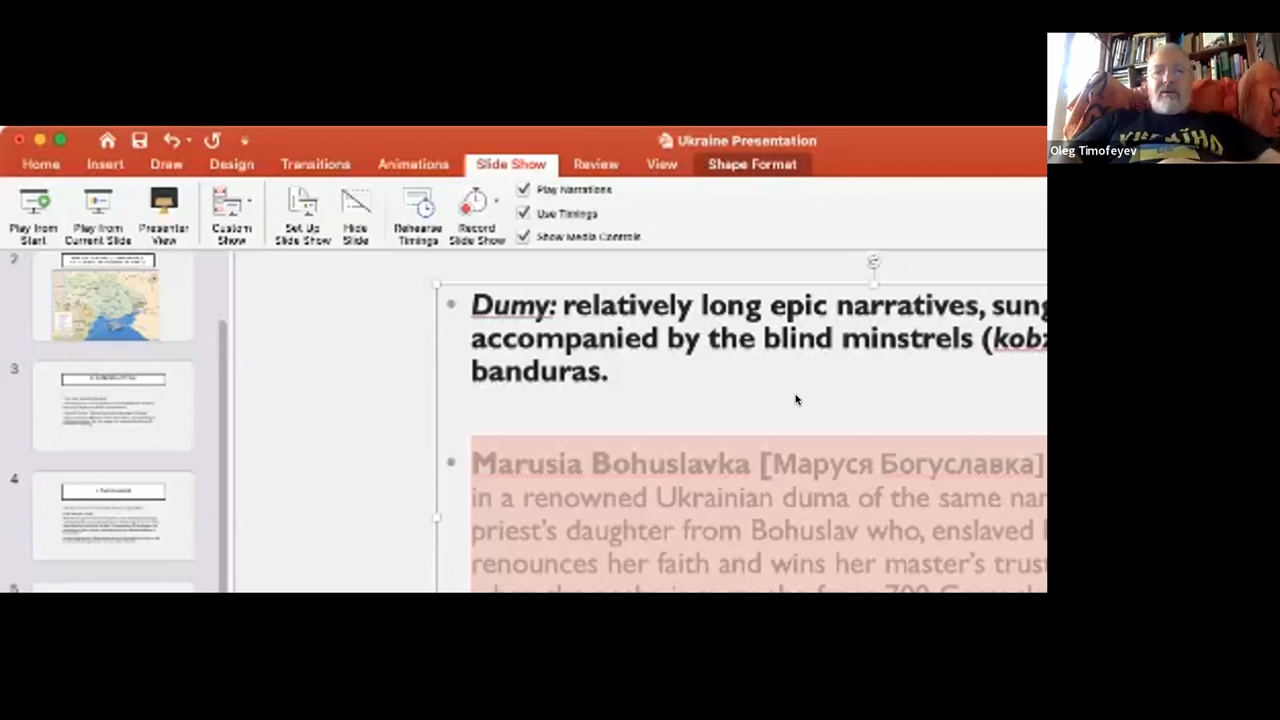 Ukraine Presentation
Home Insert Draw Design Transitions Animations Slide Show Review View Shape Format
Play from Start
Play from Current Slide
Presenter View
Custom Show
Set Up Slide Show
Hide Slide
Rehearse Timings
Record Slide Show
Play Narrations
Use Timings
Show Media Controls
2
3
4
Dumy: relatively long epic narratives, sung
accompanied by the blind minstrels (kobz
banduras.
Marusia Bohuslavka [Маруся Богуславка]
in a renowned Ukrainian duma of the same nar
priest's daughter from Bohuslav who, enslaved
renounces her faith and wins her master's trust
Oleg Timofeyev